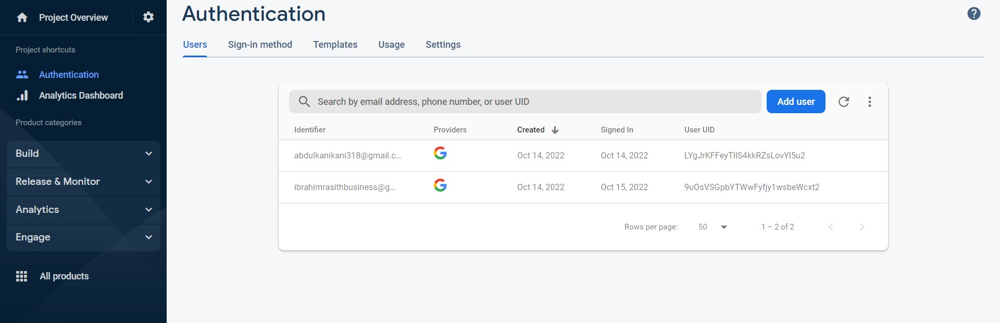 Project Overview
Authentication
Project shortcuts
Authentication
Analytics Dashboard
Product categories
Build
Release & Monitor
Analytics
Engage
All products
Users Sign-in method Templates Usage Settings
Search by email address, phone number, or user UID Add user
Identifier Providers Created Signed In User UID
abdulkanikani318@gmail.c... Oct 14, 2022 Oct 14, 2022 LYgJrKFFeyTIlS4kkRZsLovYl5u2
ibrahimrasithbusiness@g... Oct 14, 2022 Oct 15, 2022 9uOsVSGpbYTWwFyfjy1wsbeWcxt2
Rows per page: 50 1 – 2 of 2